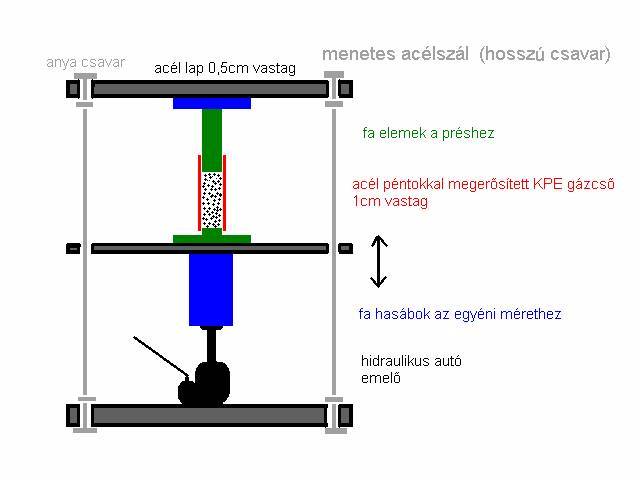 anya csavar
acél lap 0,5cm vastag
menetes acélszál (hosszú csavar)
fa elemek a préshez
acél péntokkal megerősített KPE gázcső
1cm vastag
fa hasábok az egyéni mérethez
hidraulikus autó
emelő